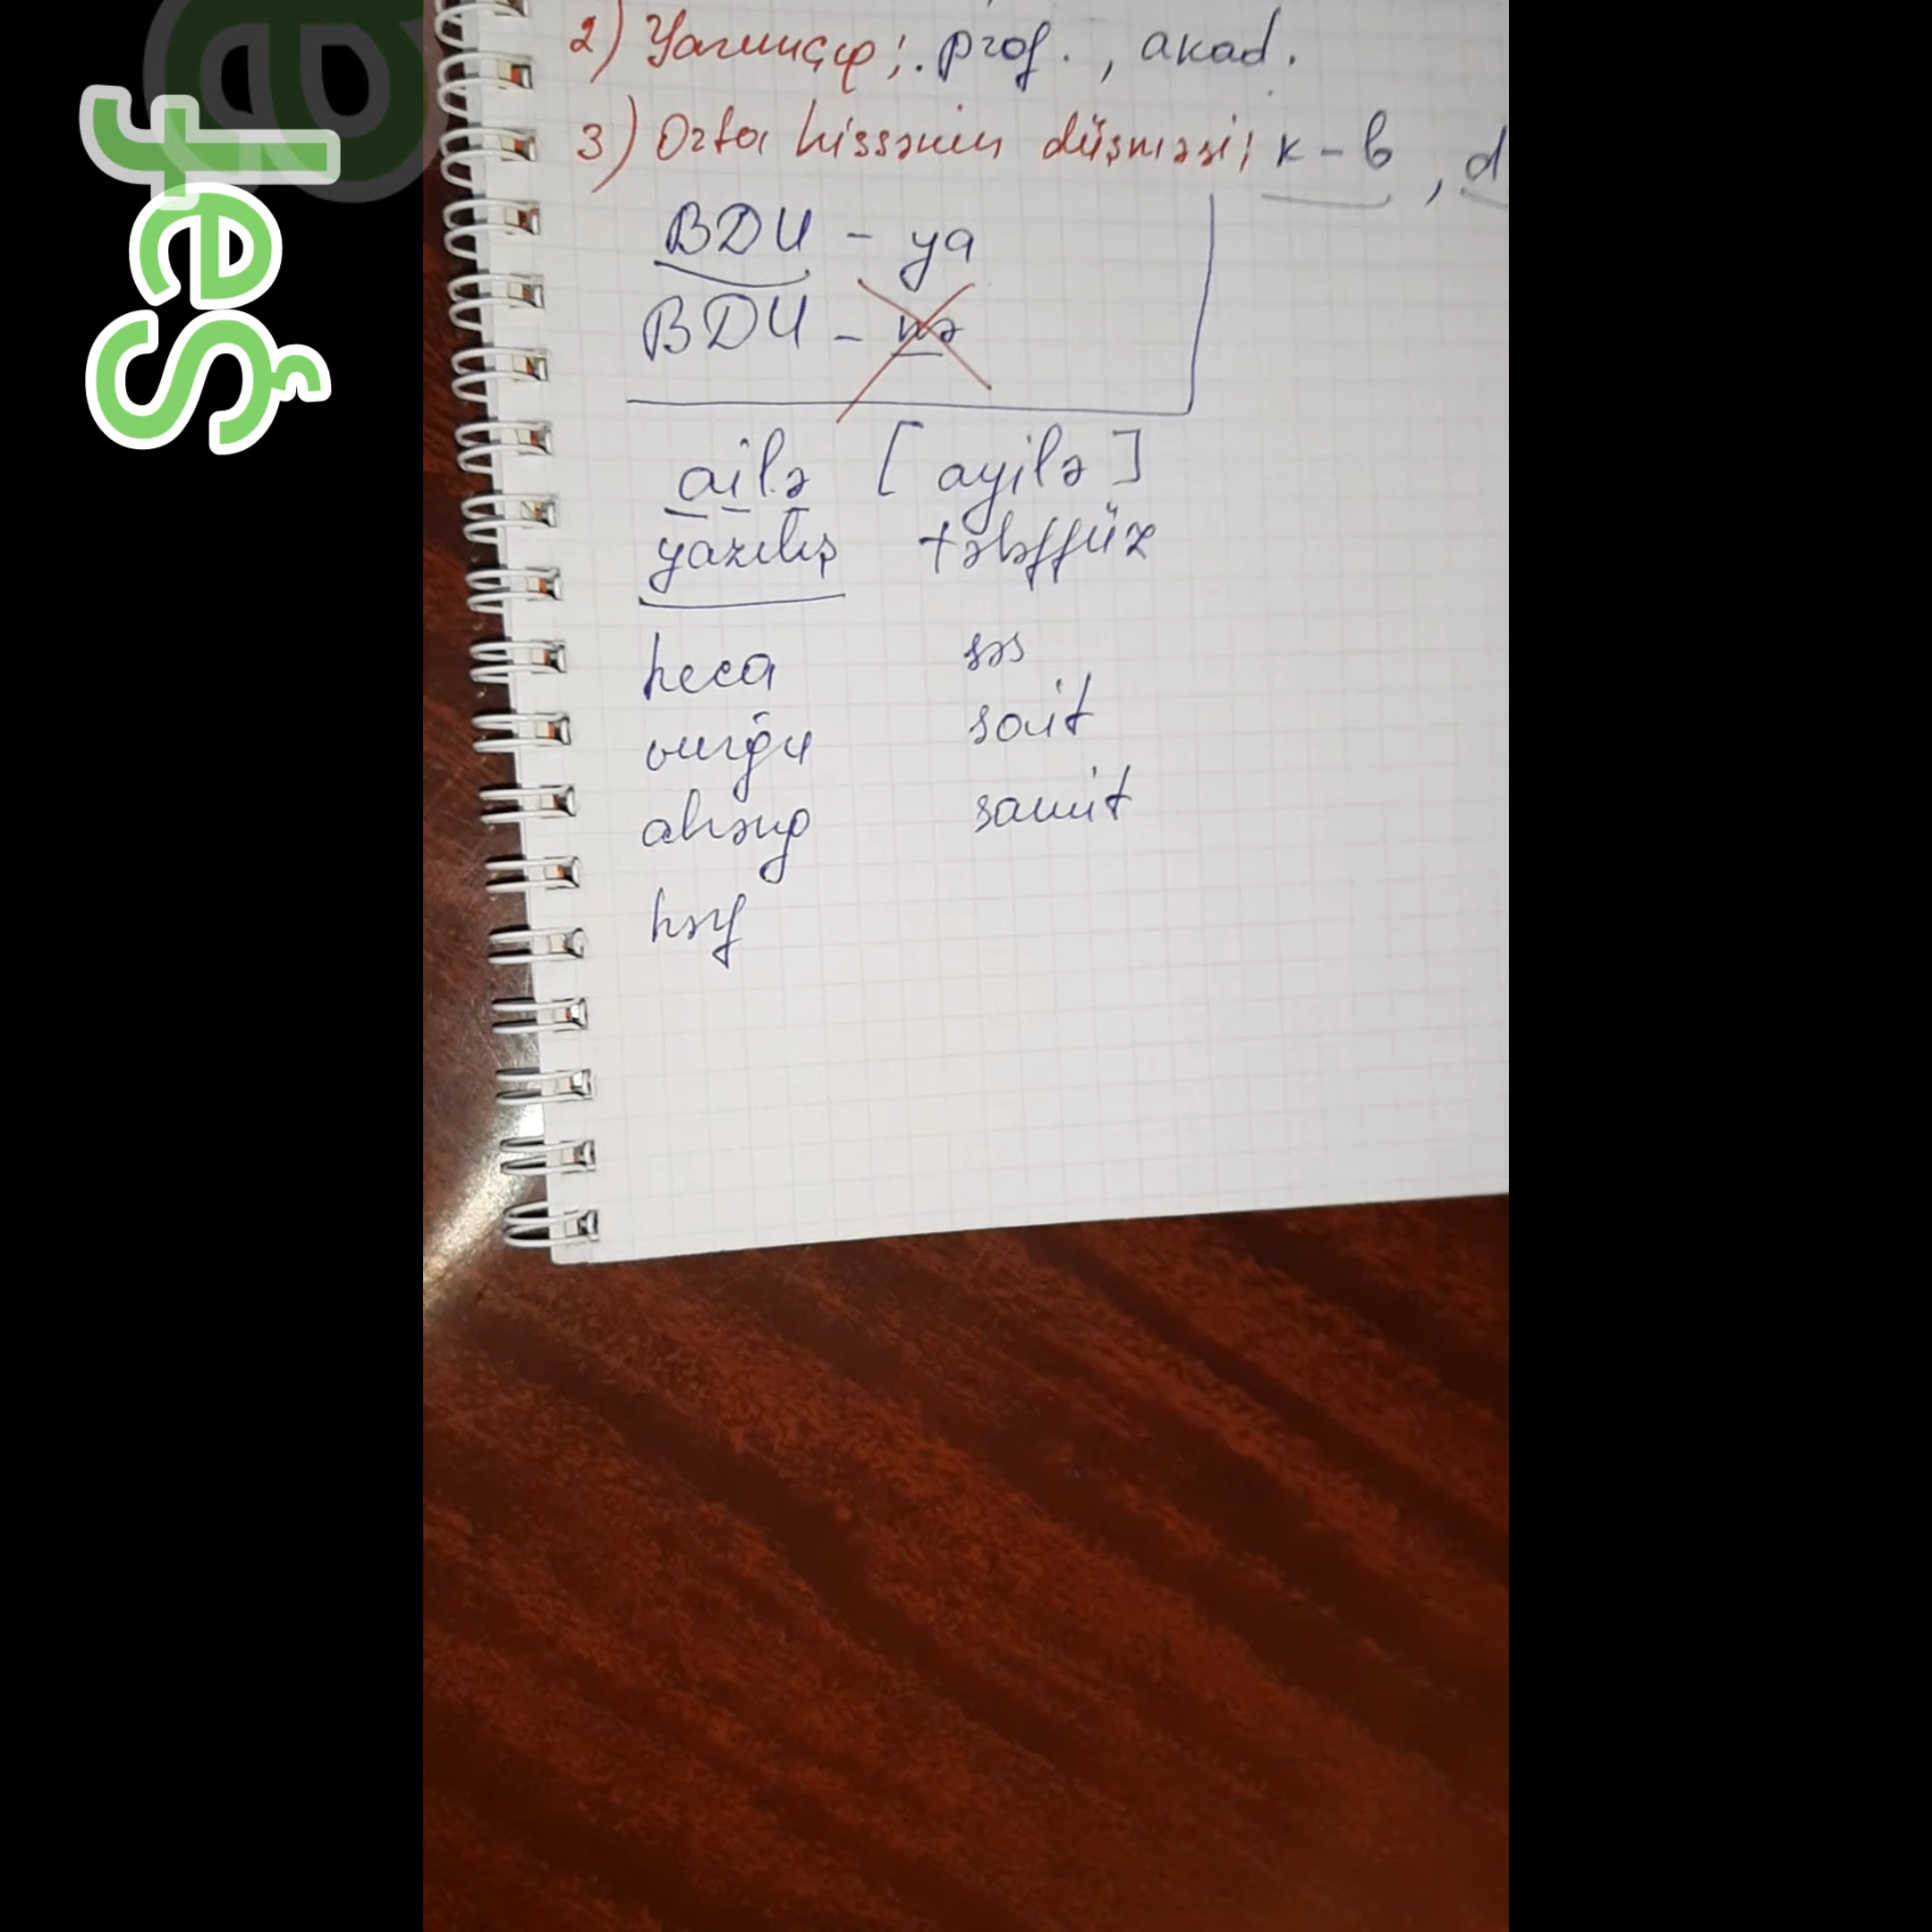 Test
2) Yarımçıq; prof., akad.
3) Orta hissənin düşməsi; k-b, d
BDU - ya
BDU - nə
ailə [ayilə]
yazılış tələffüz
heca səs
vurğu sait
ahəng samit
hərf